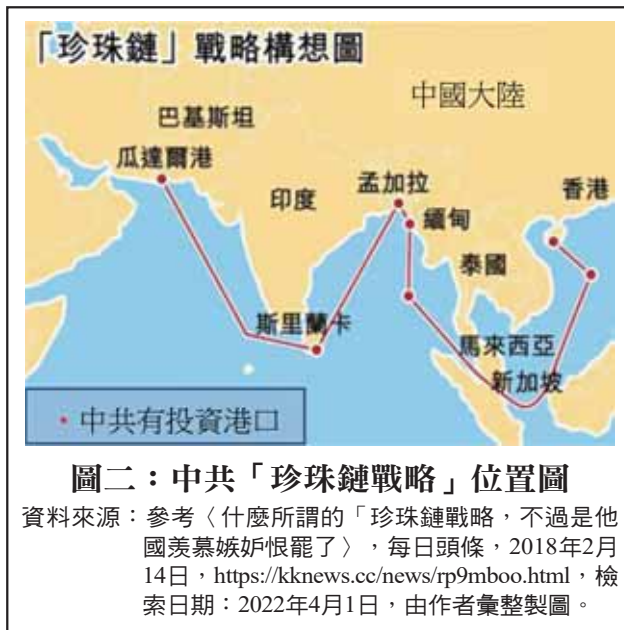 「珍珠鏈」戰略構想圖
中國大陸
巴基斯坦
瓜達爾港
印度
孟加拉
緬甸
香港
泰國
斯里蘭卡
馬來西亞
新加坡
•中共有投資港口
圖二：中共「珍珠鏈戰略」位置圖
資料來源：參考〈什麼所謂的「珍珠鏈戰略，不過是他
國羨慕嫉妒恨罷了〉，每日頭條，2018年2月
14日，https://kknews.cc/news/rp9mboo.html，檢
索日期：2022年4月1日，由作者彙整製圖。